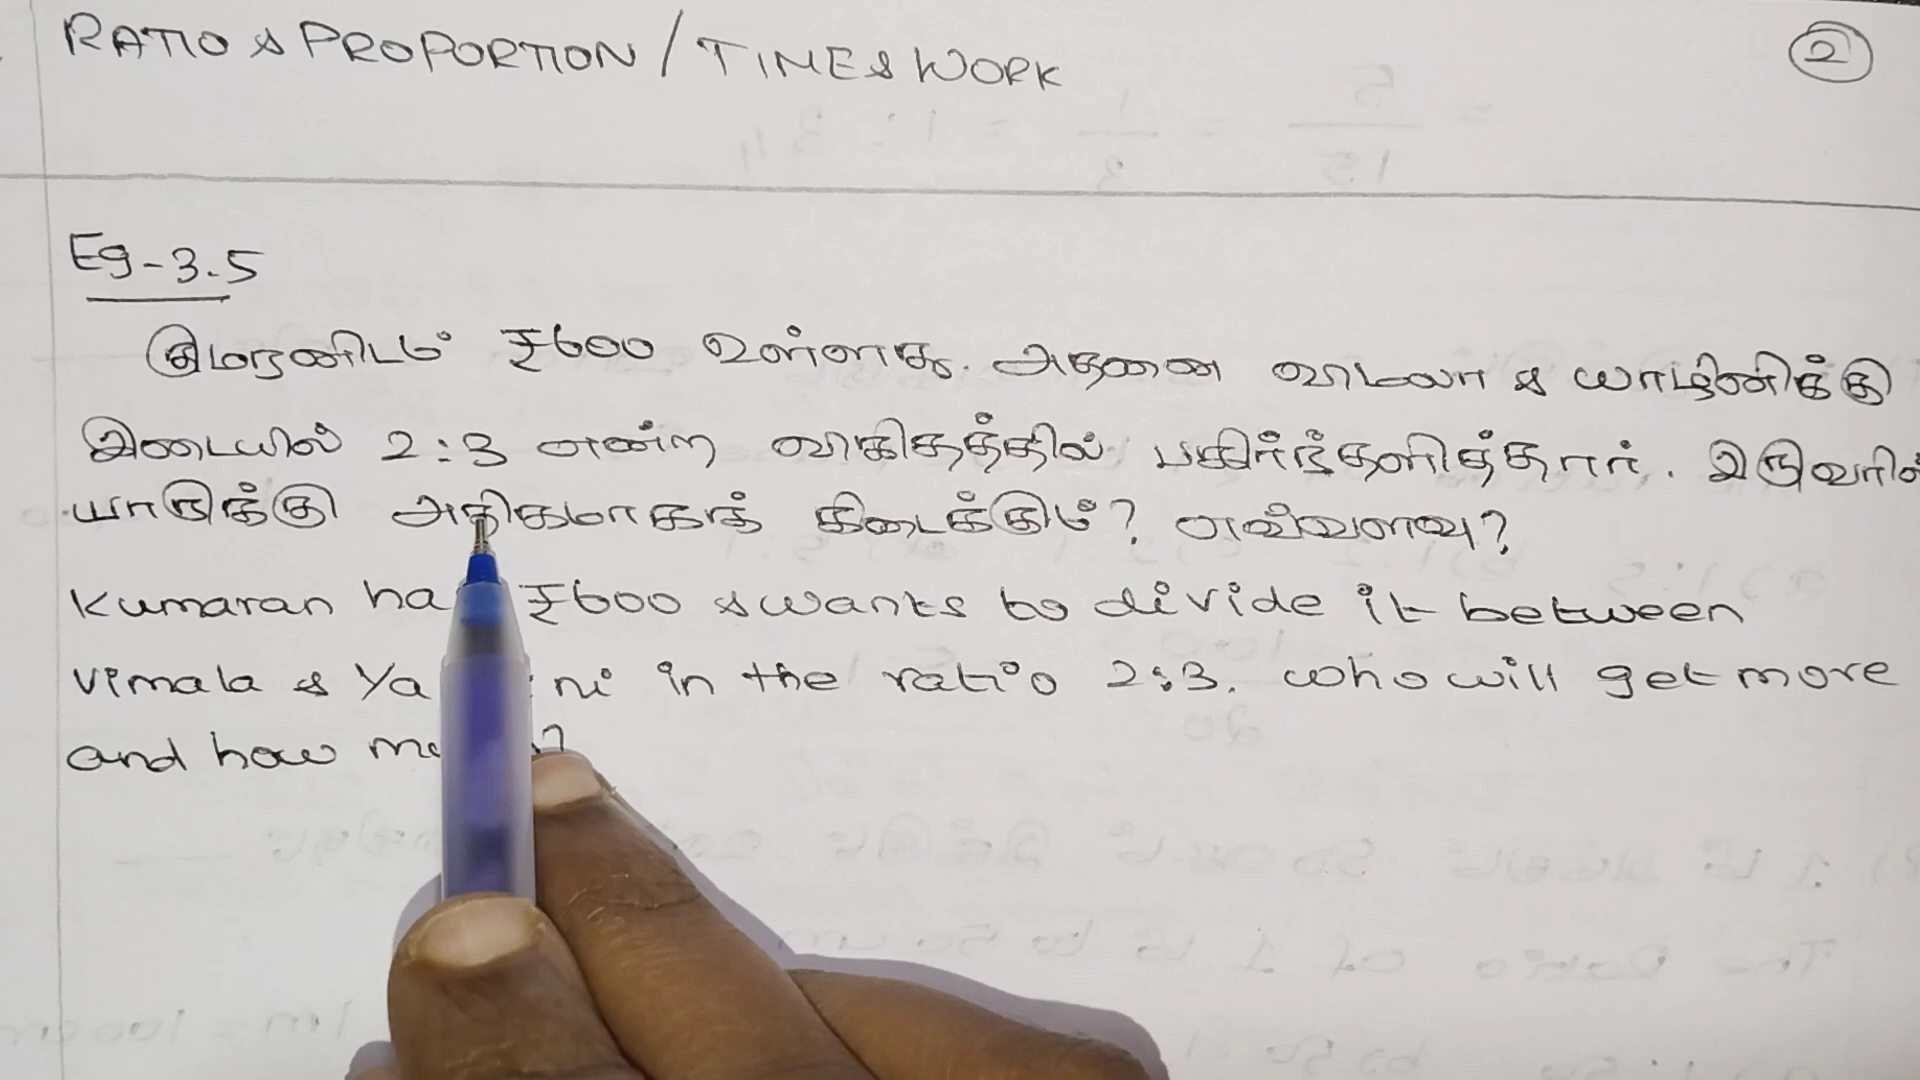 RATIO & PROPORTION / TIME & WORK
2
Eg-3.5
குமரனிடம் ₹600 உள்ளது. அதனை விமலா & யாழினிக்கு
இடையில் 2:3 என்ற விகிதத்தில் பகிர்ந்தளித்தார். இருவரில்
யாருக்கு அதிகமாகக் கிடைக்கும்? எவ்வளவு?
Kumaran ₹600 & wants to divide it between
Vimala & in the ratio 2:3. who will get more
and how